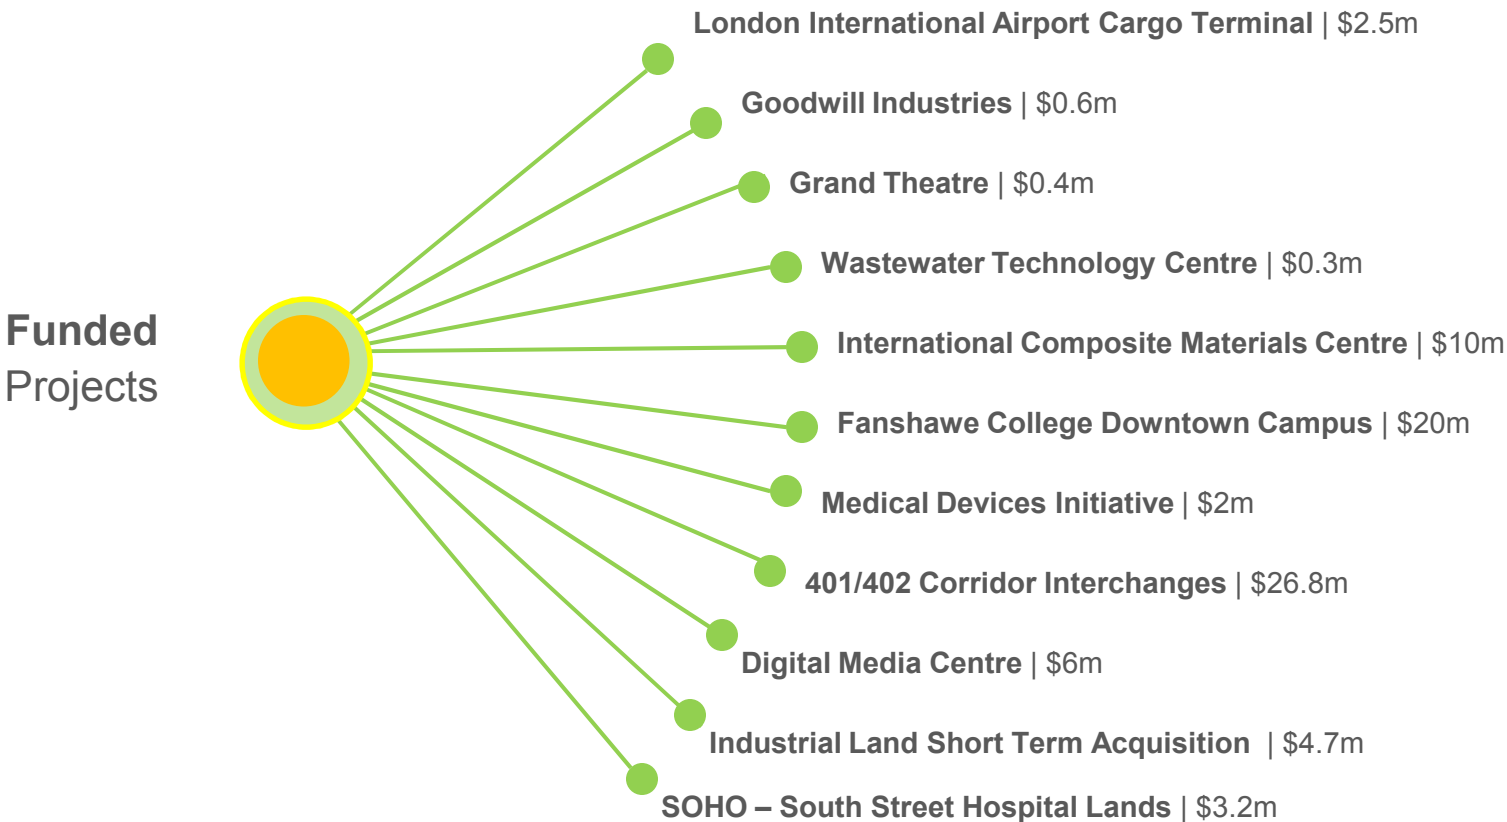 London International Airport Cargo Terminal | $2.5m
Goodwill Industries | $0.6m
Grand Theatre | $0.4m
Wastewater Technology Centre | $0.3m
Funded
Projects
International Composite Materials Centre | $10m
Fanshawe College Downtown Campus | $20m
Medical Devices Initiative | $2m
401/402 Corridor Interchanges | $26.8m
Digital Media Centre | $6m
Industrial Land Short Term Acquisition | $4.7m
SOHO – South Street Hospital Lands | $3.2m